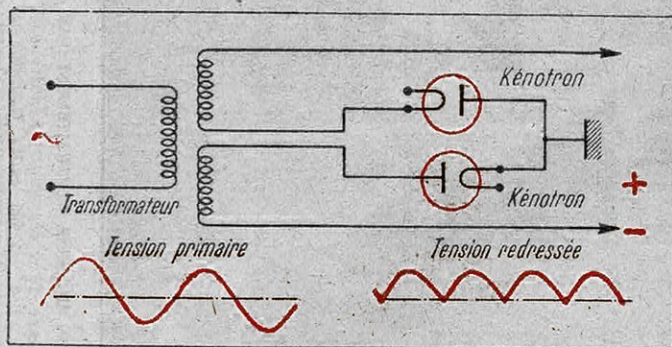 Kénotron
~
+
Transformateur
Kénotron
-
Tension primaire
Tension redressée